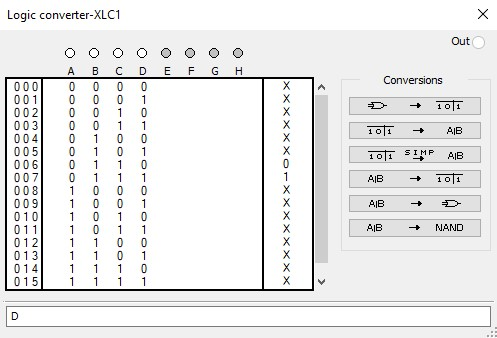 Logic converter-XLC1
Out
A B C D E F G H
000 0 0 0 0 X
001 0 0 0 1 X
002 0 0 1 0 X
003 0 0 1 1 X
004 0 1 0 0 X
005 0 1 0 1 X
006 0 1 1 0 0
007 0 1 1 1 1
008 1 0 0 0 X
009 1 0 0 1 X
010 1 0 1 0 X
011 1 0 1 1 X
012 1 1 0 0 X
013 1 1 0 1 X
014 1 1 1 0 X
015 1 1 1 1 X
Conversions
→ 1 0|1
1 0|1 → A|B
1 0|1 SIMP → A|B
A|B → 1 0|1
A|B →
A|B → NAND
D